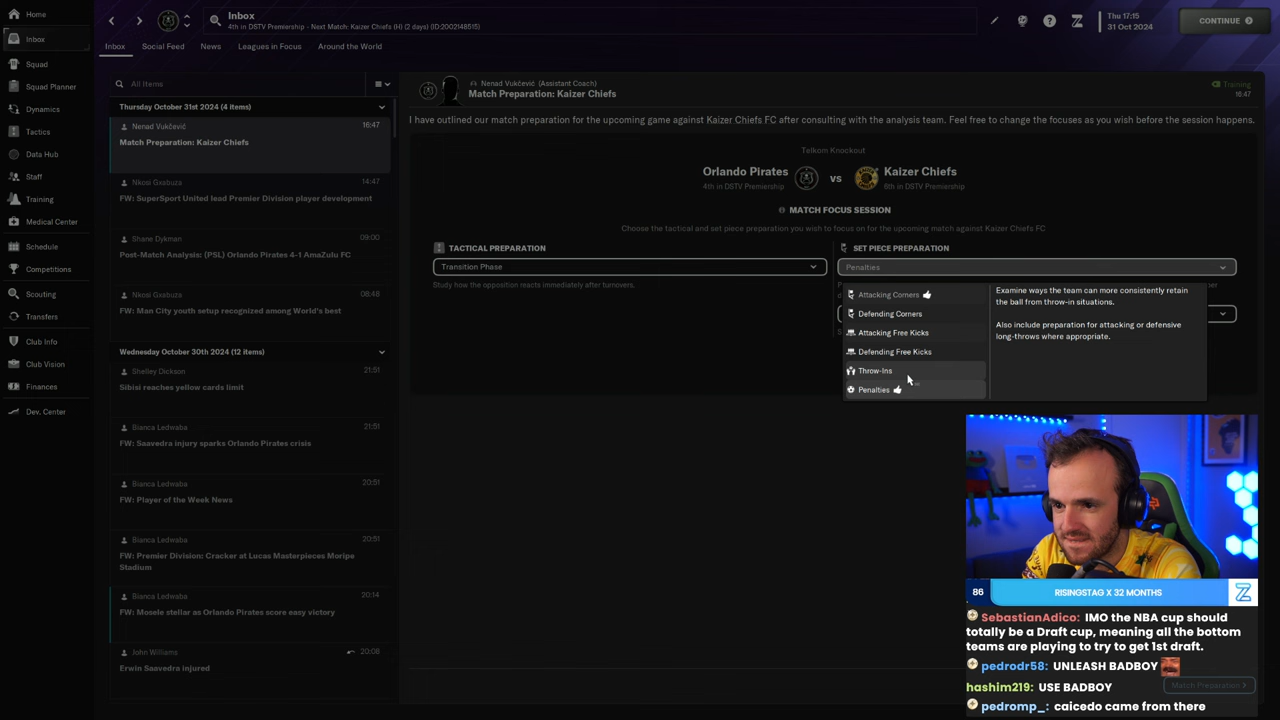 Home
Inbox
Squad
Squad Planner
Dynamics
Tactics
Data Hub
Staff
Training
Medical Center
Schedule
Competitions
Scouting
Transfers
Club Info
Club Vision
Finances
Dev. Center
Inbox
4th in DSTV Premiership - Next Match: Kaizer Chiefs (H) (2 days) (ID:2002148515)
Thu 17:15
31 Oct 2024
CONTINUE
Inbox
Social Feed
News
Leagues in Focus
Around the World
All Items
Thursday October 31st 2024 (4 items)
Nenad Vukčević 16:47
Match Preparation: Kaizer Chiefs
Nkosi Gxabuza 14:47
FW: SuperSport United lead Premier Division player development
Shane Dykman 09:00
Post-Match Analysis: (PSL) Orlando Pirates 4-1 AmaZulu FC
Nkosi Gxabuza 08:48
FW: Man City youth setup recognized among World's best
Wednesday October 30th 2024 (12 items)
Shelley Dickson 21:51
Sibisi reaches yellow cards limit
Bianca Ledwaba 21:51
FW: Saavedra injury sparks Orlando Pirates crisis
Bianca Ledwaba 20:51
FW: Player of the Week News
Bianca Ledwaba 20:51
FW: Premier Division: Cracker at Lucas Masterpieces Moripe
Stadium
Bianca Ledwaba 20:14
FW: Mosele stellar as Orlando Pirates score easy victory
John Williams 20:08
Erwin Saavedra injured
Nenad Vukčević (Assistant Coach)
Match Preparation: Kaizer Chiefs
Training
16:47
I have outlined our match preparation for the upcoming game against Kaizer Chiefs FC after consulting with the analysis team. Feel free to change the focuses as you wish before the session happens.
Telkom Knockout
Orlando Pirates
4th in DSTV Premiership
vs
Kaizer Chiefs
6th in DSTV Premiership
MATCH FOCUS SESSION
Choose the tactical and set piece preparation you wish to focus on for the upcoming match against Kaizer Chiefs FC
TACTICAL PREPARATION
Transition Phase
Study how the opposition reacts immediately after turnovers.
SET PIECE PREPARATION
Penalties
Attacking Corners
Defending Corners
Attacking Free Kicks
Defending Free Kicks
Throw-Ins
Penalties
Examine ways the team can more consistently retain
the ball from throw-in situations.
Also include preparation for attacking or defensive
long-throws where appropriate.
86
RISINGSTAG X 32 MONTHS
SebastianAdico: IMO the NBA cup should
totally be a Draft cup, meaning all the bottom
teams are playing to try to get 1st draft.
pedrodr58: UNLEASH BADBOY
hashim219: USE BADBOY
Match Preparation
pedromp_: caicedo came from there